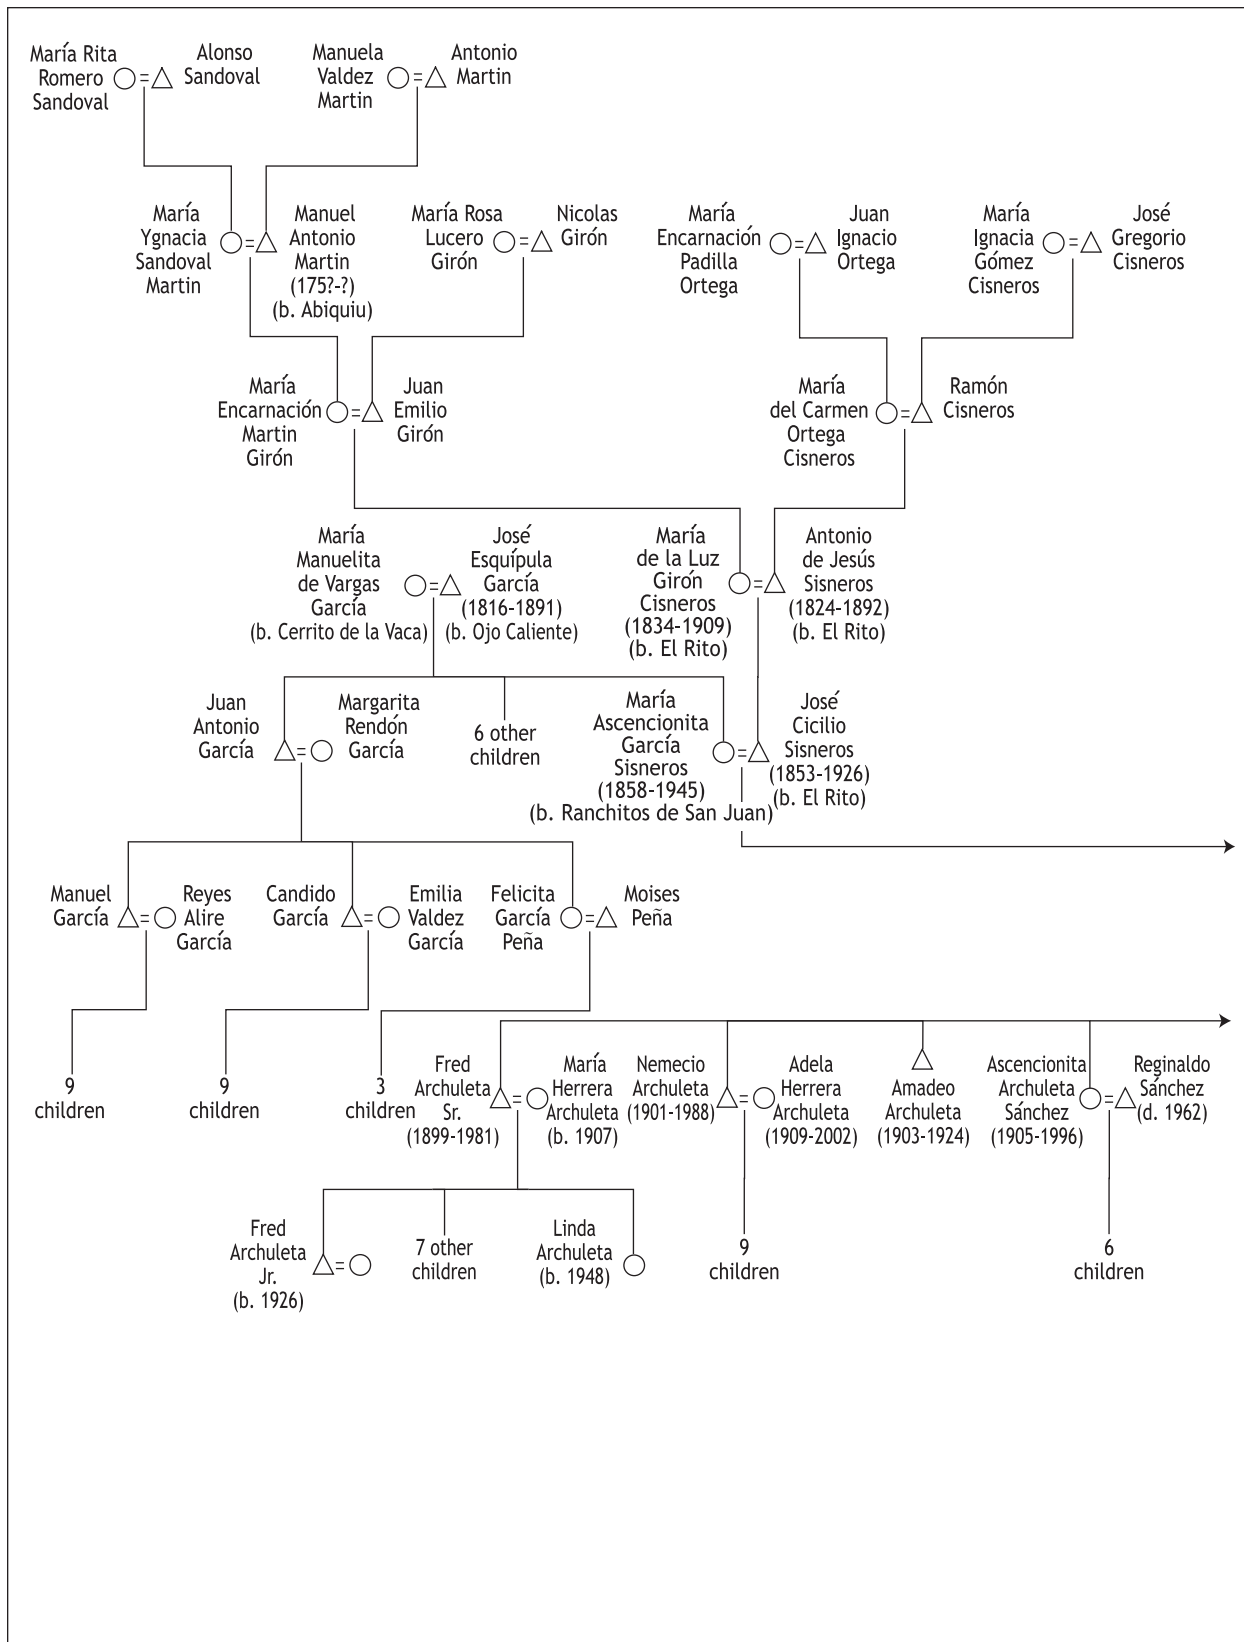 María Rita
Romero
Sandoval
Alonso
Sandoval
Manuela
Valdez
Martin
Antonio
Martin
María
Ygnacia
Sandoval
Martin
Manuel
Antonio
Martin
(175?-?)
(b. Abiquiu)
María Rosa
Lucero
Girón
Nicolas
Girón
María
Encarnación
Padilla
Ortega
Juan
Ignacio
Ortega
María
Ignacia
Gómez
Cisneros
José
Gregorio
Cisneros
María
Encarnación
Martin
Girón
Juan
Emilio
Girón
María
del Carmen
Ortega
Cisneros
Ramón
Cisneros
María
Manuelita
de Vargas
García
(b. Cerrito de la Vaca)
José
Esquípula
García
(1816-1891)
(b. Ojo Caliente)
María
de la Luz
Girón
Cisneros
(1834-1909)
(b. El Rito)
Antonio
de Jesús
Sisneros
(1824-1892)
(b. El Rito)
Juan
Antonio
García
Margarita
Rendón
García
6 other
children
María
Ascencionita
García
Sisneros
(1858-1945)
(b. Ranchitos de San Juan)
José
Cicilio
Sisneros
(1853-1926)
(b. El Rito)
Manuel
García
Reyes
Alire
García
Candido
García
Emilia
Valdez
García
Felicita
García
Peña
Moises
Peña
9
children
9
children
3
children
Fred
Archuleta
Sr.
(1899-1981)
María
Herrera
Archuleta
(b. 1907)
Nemecio
Archuleta
(1901-1988)
Adela
Herrera
Archuleta
(1909-2002)
Amadeo
Archuleta
(1903-1924)
Ascencionita
Archuleta
Sánchez
(1905-1996)
Reginaldo
Sánchez
(d. 1962)
Fred
Archuleta
Jr.
(b. 1926)
7 other
children
Linda
Archuleta
(b. 1948)
9
children
6
children